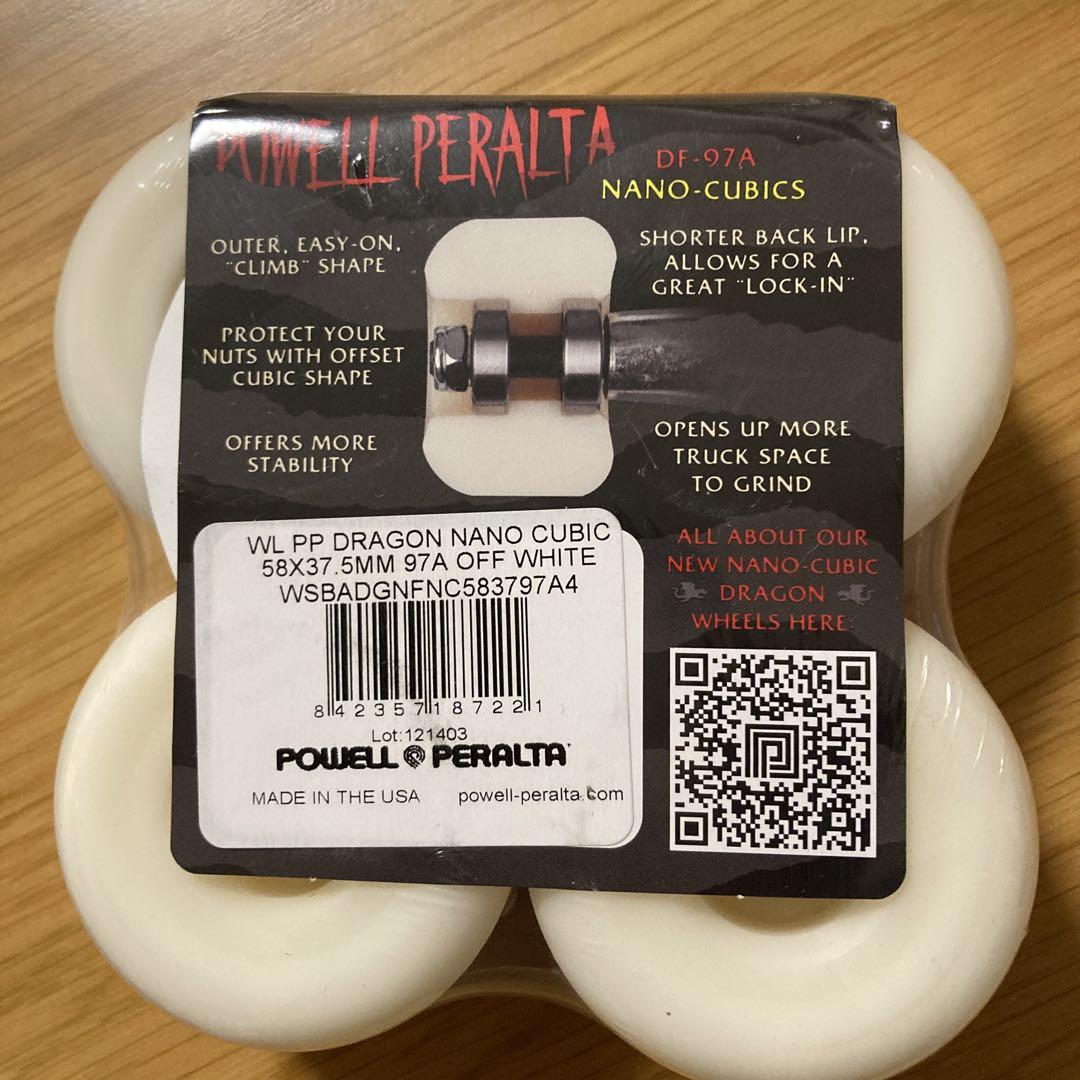 POWELL PERALTA
DF-97A
NANO-CUBICS
OUTER, EASY-ON,
"CLIMB" SHAPE
PROTECT YOUR
NUTS WITH OFFSET
CUBIC SHAPE
OFFERS MORE
STABILITY
SHORTER BACK LIP,
ALLOWS FOR A
GREAT "LOCK-IN"
OPENS UP MORE
TRUCK SPACE
TO GRIND
ALL ABOUT OUR
NEW NANO-CUBIC
DRAGON
WHEELS HERE:
WL PP DRAGON NANO CUBIC
58X37.5MM 97A OFF WHITE
WSBADGNFNC583797A4
8 42357 18722 1
Lot:121403
POWELL PERALTA
MADE IN THE USA powell-peralta.com